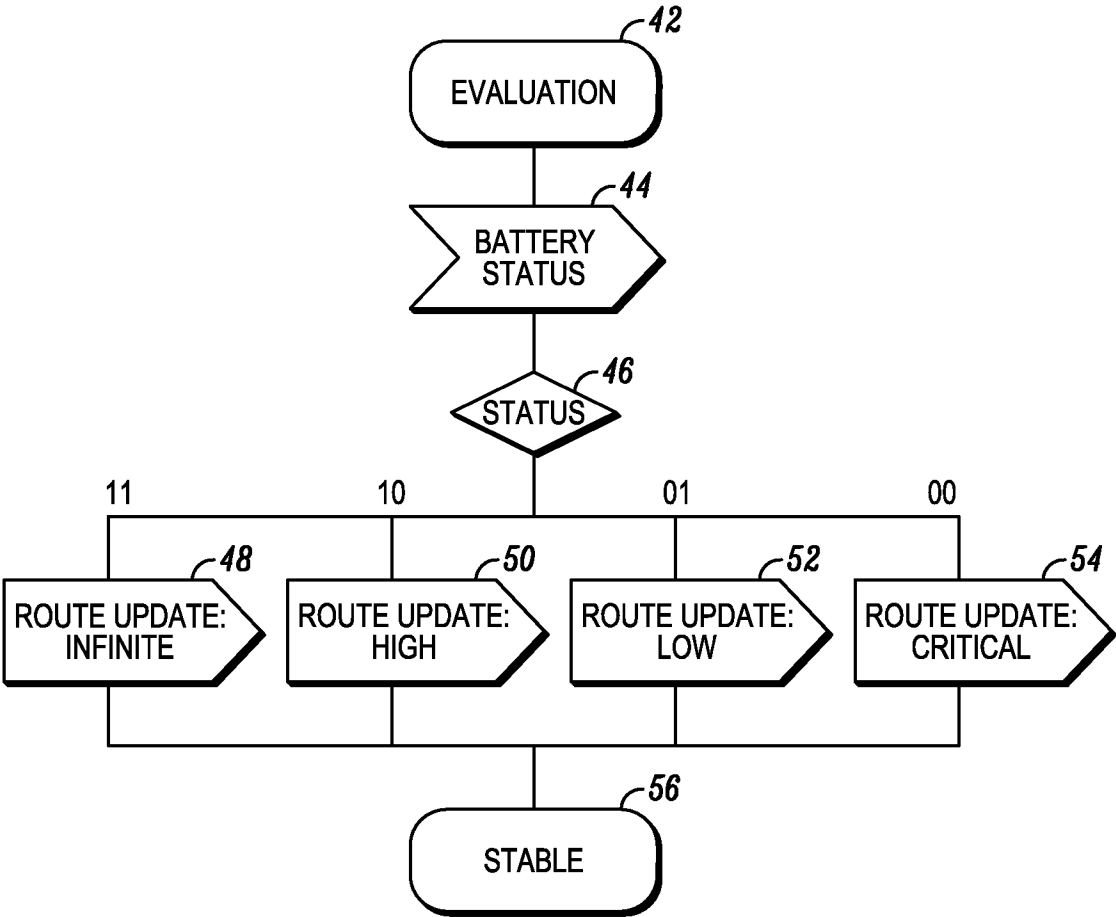 42
EVALUATION
44
BATTERY
STATUS
46
STATUS
11 10 01 00
48 50 52 54
ROUTE UPDATE: ROUTE UPDATE: ROUTE UPDATE: ROUTE UPDATE:
INFINITE HIGH LOW CRITICAL
56
STABLE